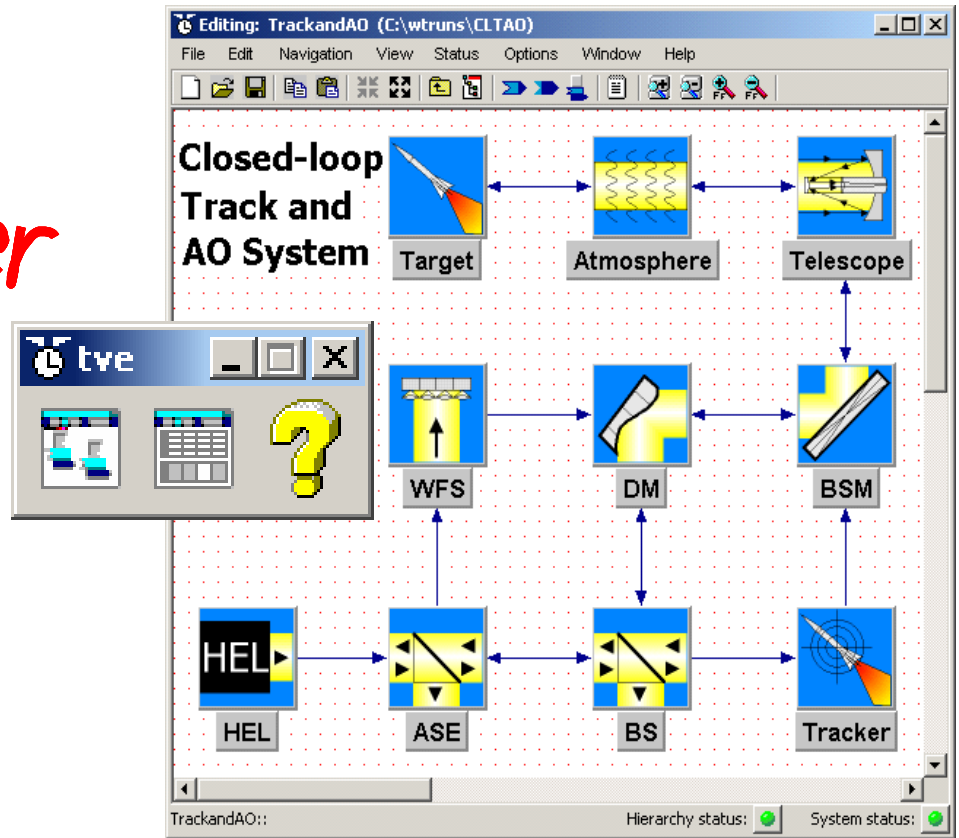 Editing: TrackandAO (C:\wtruns\CLTAO)
File Edit Navigation View Status Options Window Help
Closed-loop
Track and
AO System
Target
Atmosphere
Telescope
er
tve
WFS
DM
BSM
HEL
HEL
ASE
BS
Tracker
TrackandAO::
Hierarchy status:
System status: